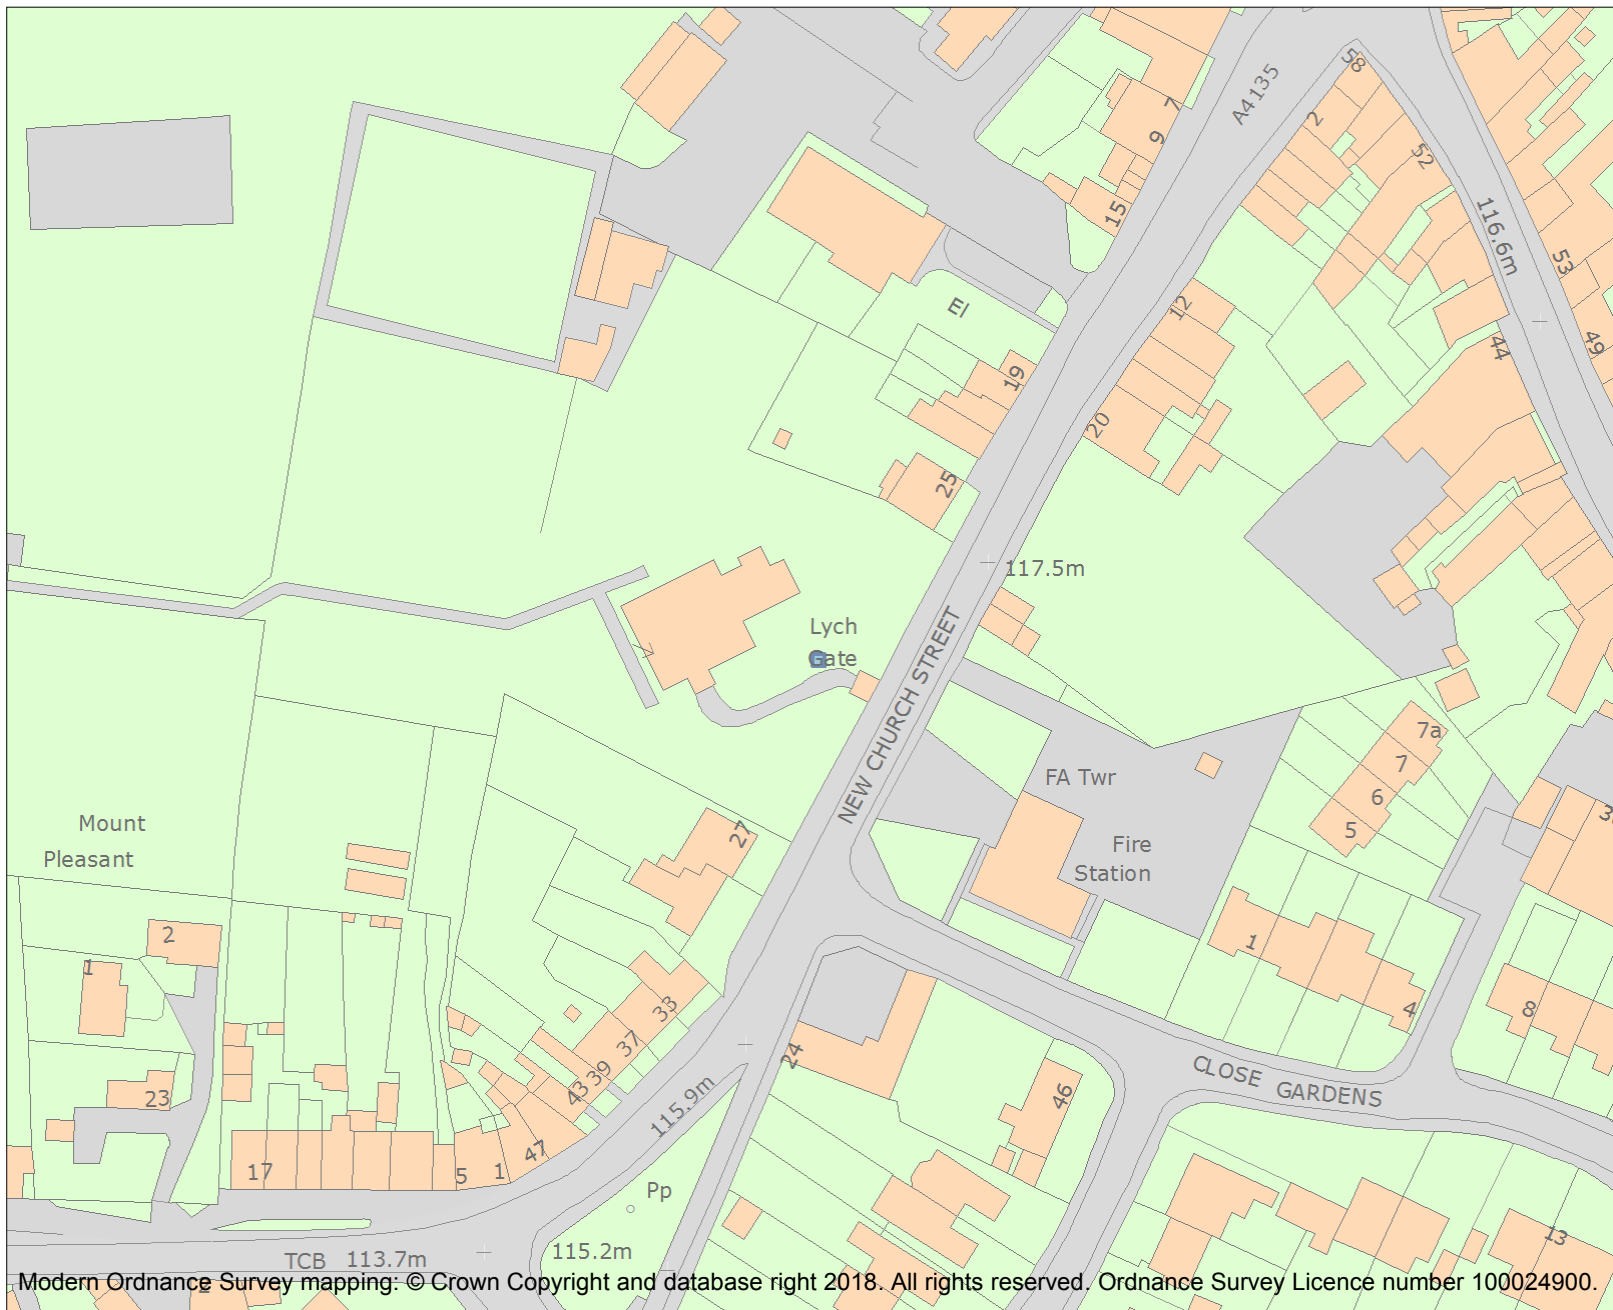 58
A4135
7
2
9
52
15
116.6m
53
El
12
49
44
19
20
25
117.5m
Lych
Gate
NEW CHURCH STREET
7a
FA Twr
7
6
Mount
27
5
Fire
Pleasant
Station
2
1
1
33
4
8
37
24
39
43
CLOSE GARDENS
23
115.9m
46
47
17
5
1
Pp
13
115.2m
TCB 113.7m
2
Modern Ordnance Survey mapping: © Crown Copyright and database right 2018. All rights reserved. Ordnance Survey Licence number 100024900.